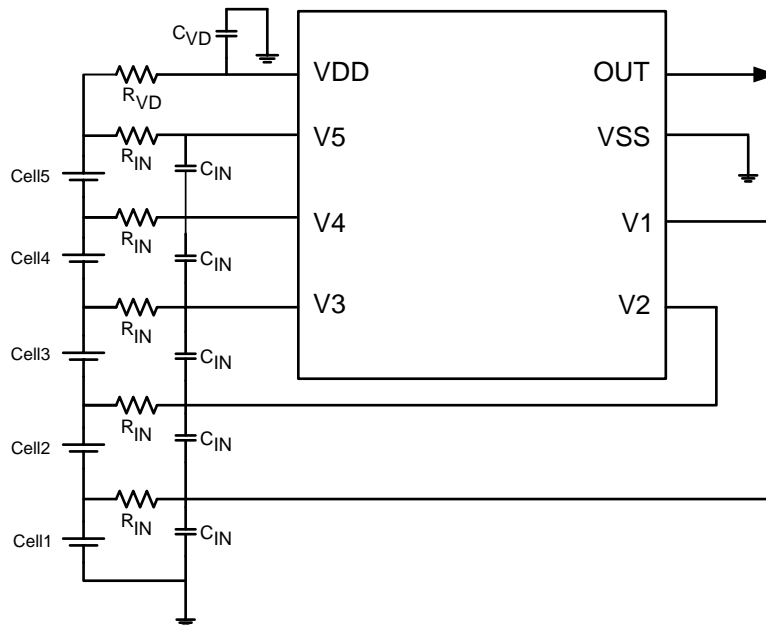 CVD
VDD
OUT
RVD
V5
VSS
RIN
CIN
Cell5
V4
V1
RIN
CIN
Cell4
V3
V2
RIN
CIN
Cell3
RIN
CIN
Cell2
RIN
CIN
Cell1